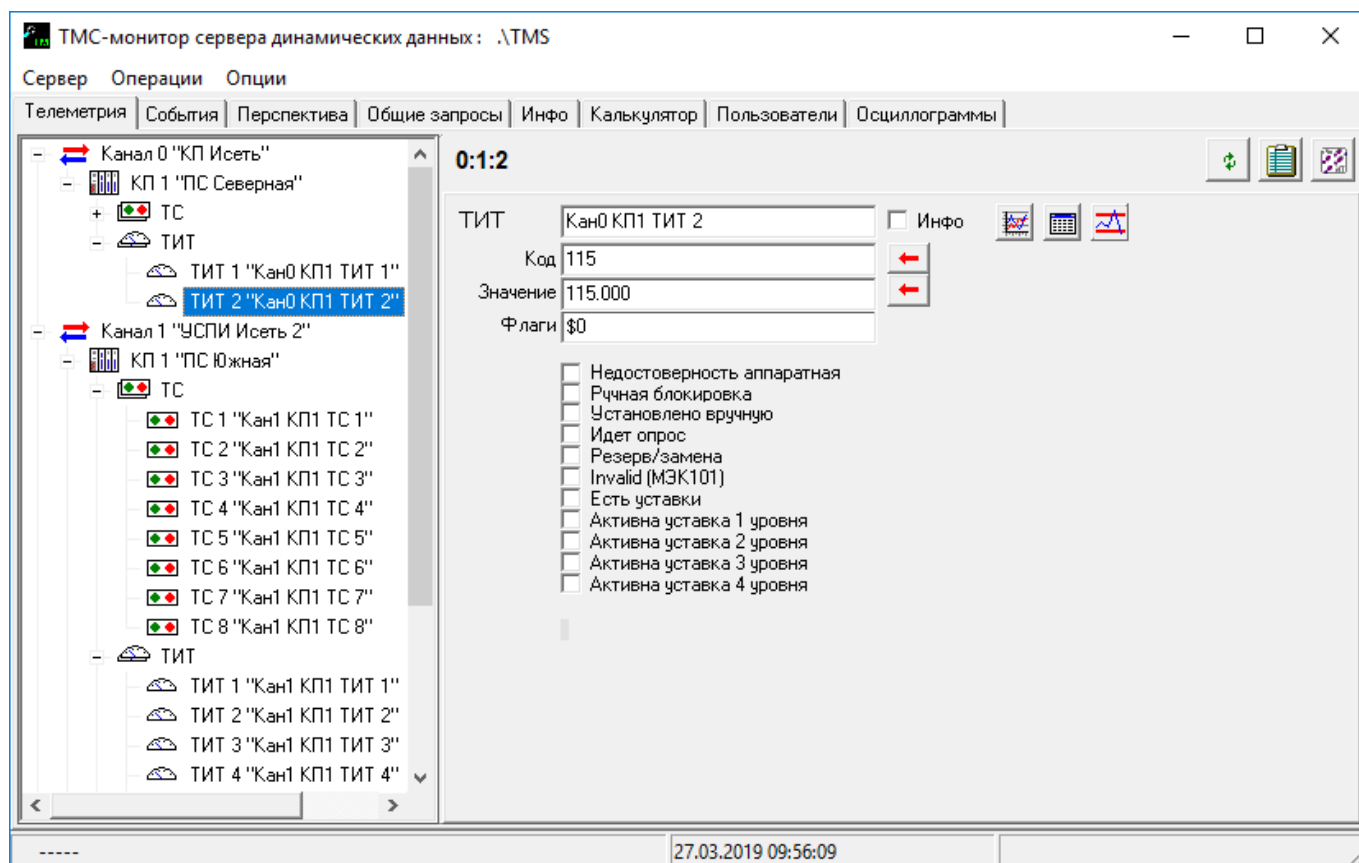 ТМС-монитор сервера динамических данных : .\TMS
Сервер Операции Опции
Телеметрия События Перспектива Общие запросы Инфо Калькулятор Пользователи Осциллограммы
Канал 0 "КП Исеть"
КП 1 "ПС Северная"
ТС
ТИТ
ТИТ 1 "Кан0 КП1 ТИТ 1"
ТИТ 2 "Кан0 КП1 ТИТ 2"
Канал 1 "УСПИ Исеть 2"
КП 1 "ПС Южная"
ТС
ТС 1 "Кан1 КП1 ТС 1"
ТС 2 "Кан1 КП1 ТС 2"
ТС 3 "Кан1 КП1 ТС 3"
ТС 4 "Кан1 КП1 ТС 4"
ТС 5 "Кан1 КП1 ТС 5"
ТС 6 "Кан1 КП1 ТС 6"
ТС 7 "Кан1 КП1 ТС 7"
ТС 8 "Кан1 КП1 ТС 8"
ТИТ
ТИТ 1 "Кан1 КП1 ТИТ 1"
ТИТ 2 "Кан1 КП1 ТИТ 2"
ТИТ 3 "Кан1 КП1 ТИТ 3"
ТИТ 4 "Кан1 КП1 ТИТ 4"
0:1:2
ТИТ Кан0 КП1 ТИТ 2 Инфо
Код 115
Значение 115.000
Флаги $0
Недостоверность аппаратная
Ручная блокировка
Установлено вручную
Идет опрос
Резерв/замена
Invalid (МЭК101)
Есть уставки
Активна уставка 1 уровня
Активна уставка 2 уровня
Активна уставка 3 уровня
Активна уставка 4 уровня
----- 27.03.2019 09:56:09